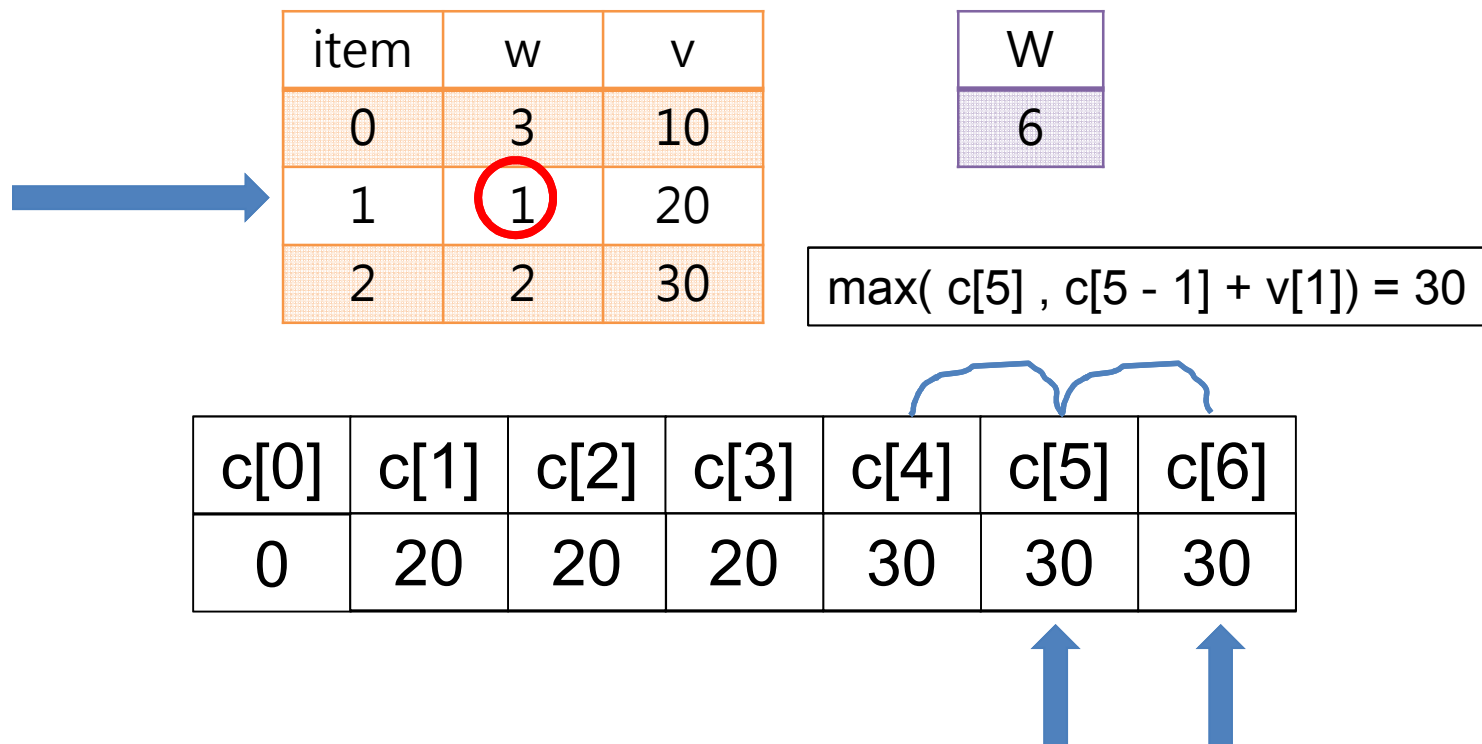 item w v
0 3 10
1 1 20
2 2 30
W
6
max( c[5] , c[5 - 1] + v[1]) = 30
c[0] c[1] c[2] c[3] c[4] c[5] c[6]
0 20 20 20 30 30 30